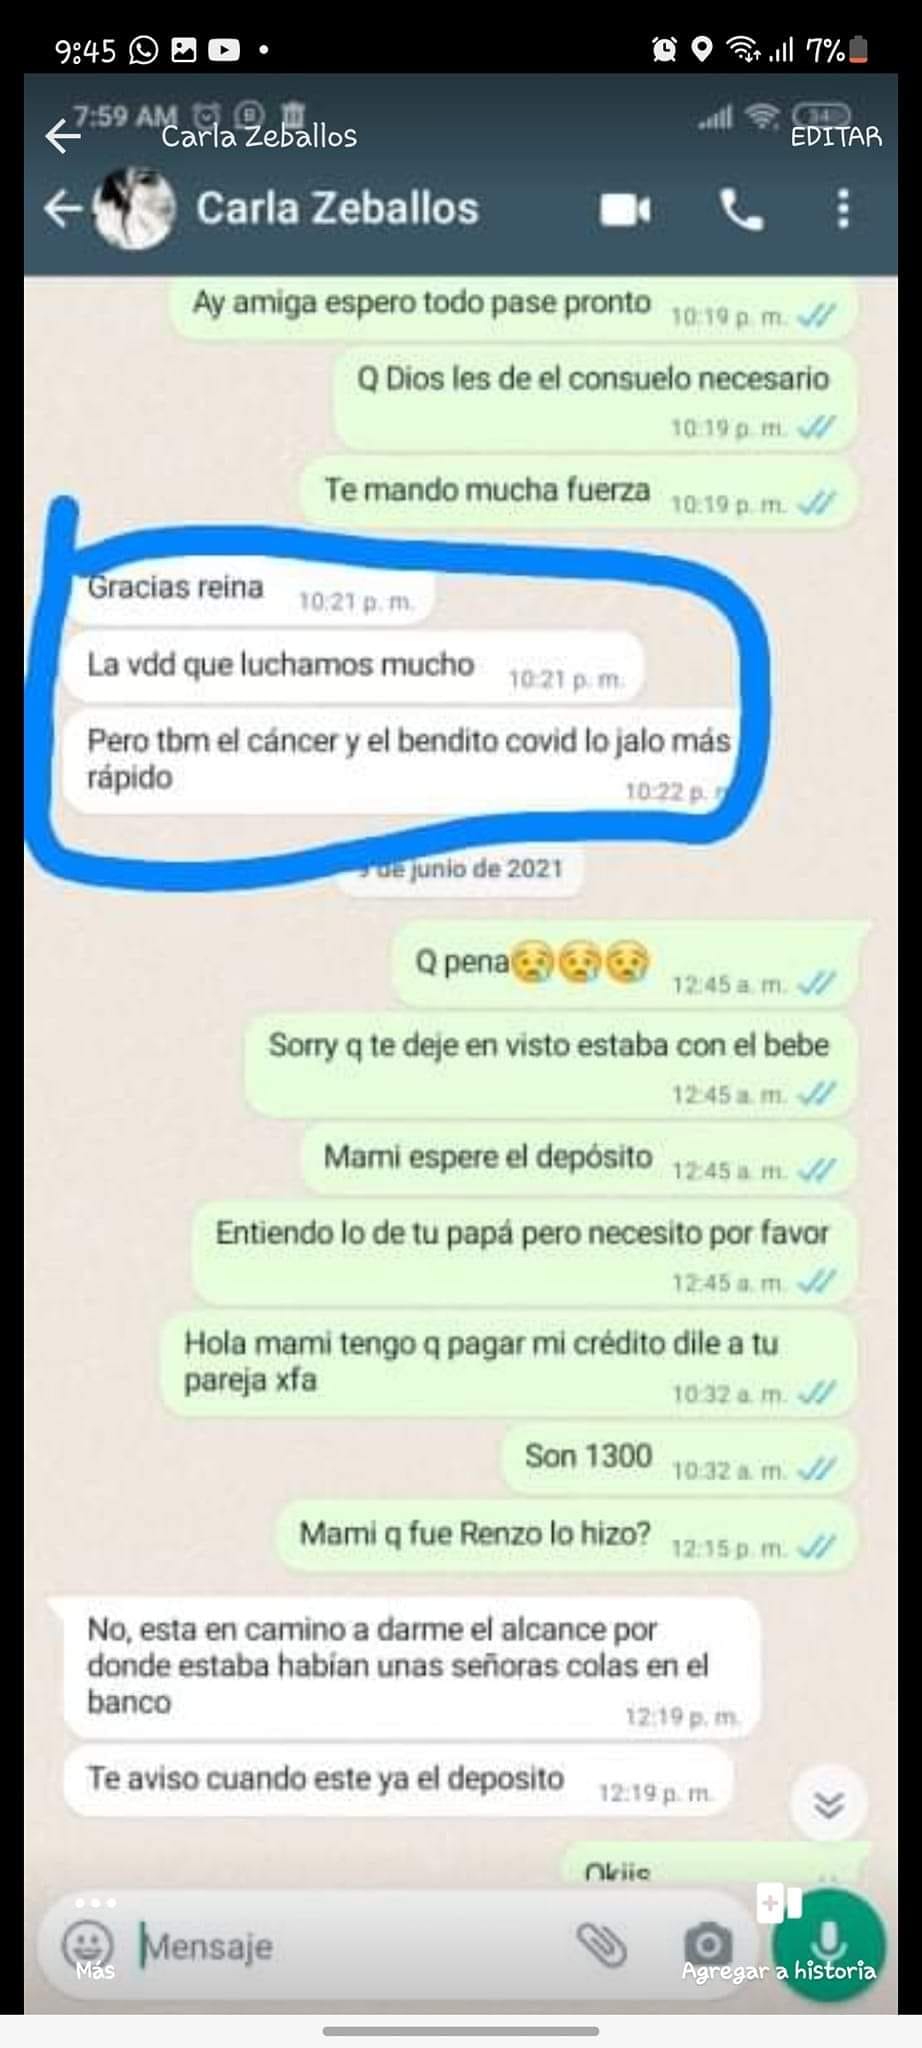 9:45
7%
7:59 AM
Carla Zeballos
EDITAR
Carla Zeballos
Ay amiga espero todo pase pronto
10:19 p. m.
Q Dios les de el consuelo necesario
10:19 p. m.
Te mando mucha fuerza
10:19 p. m.
Gracias reina
10:21 p. m.
La vdd que luchamos mucho
10:21 p. m.
Pero tbm el cáncer y el bendito covid lo jalo más
rápido
10:22 p.
de junio de 2021
Q pena
12:45 a. m.
Sorry q te deje en visto estaba con el bebe
12:45 a. m.
Mami espere el depósito
12:45 a. m.
Entiendo lo de tu papá pero necesito por favor
12:45 a. m.
Hola mami tengo q pagar mi crédito dile a tu
pareja xfa
10:32 a. m.
Son 1300
10:32 a. m.
Mami q fue Renzo lo hizo?
12:15 p. m.
No, esta en camino a darme el alcance por
donde estaba habían unas señoras colas en el
banco
12:19 p. m.
Te aviso cuando este ya el deposito
12:19 p. m.
Okiis
Mensaje
Más
Agregar a historia